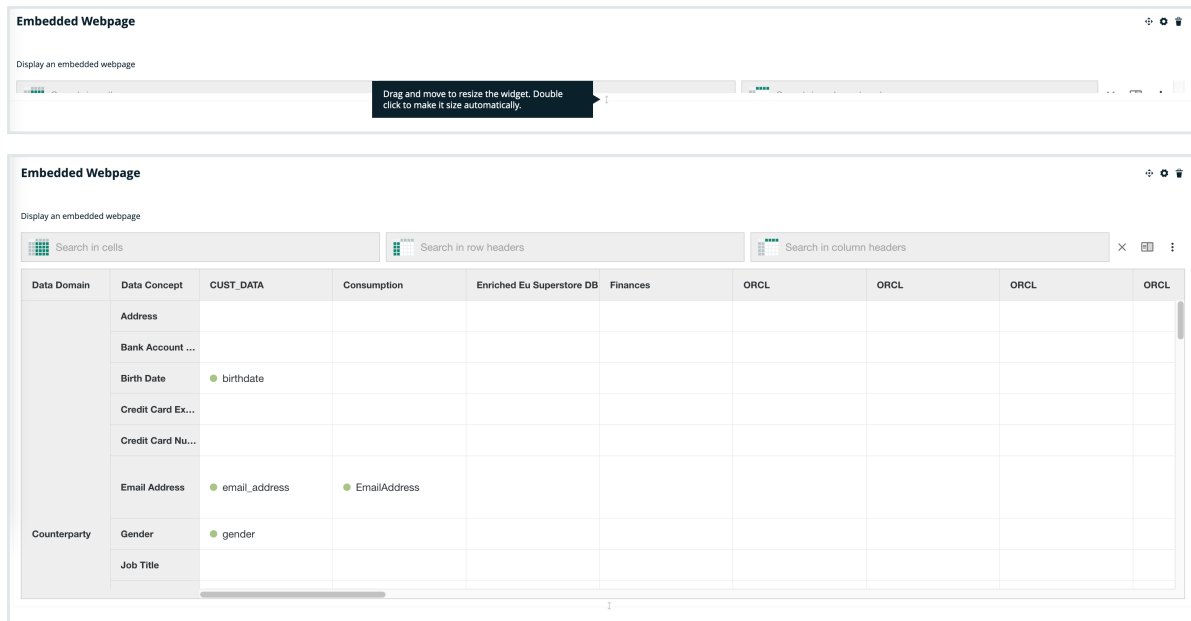 Embedded Webpage
Display an embedded webpage
Drag and move to resize the widget. Double
click to make it size automatically.
Embedded Webpage
Display an embedded webpage
Search in cells
Search in row headers
Search in column headers
Data Domain
Data Concept
CUST_DATA
Consumption
Enriched Eu Superstore DB
Finances
ORCL
ORCL
ORCL
ORCL
Address
Bank Account ...
Birth Date
birthdate
Credit Card Ex...
Credit Card Nu...
Email Address
email_address
EmailAddress
Counterparty
Gender
gender
Job Title